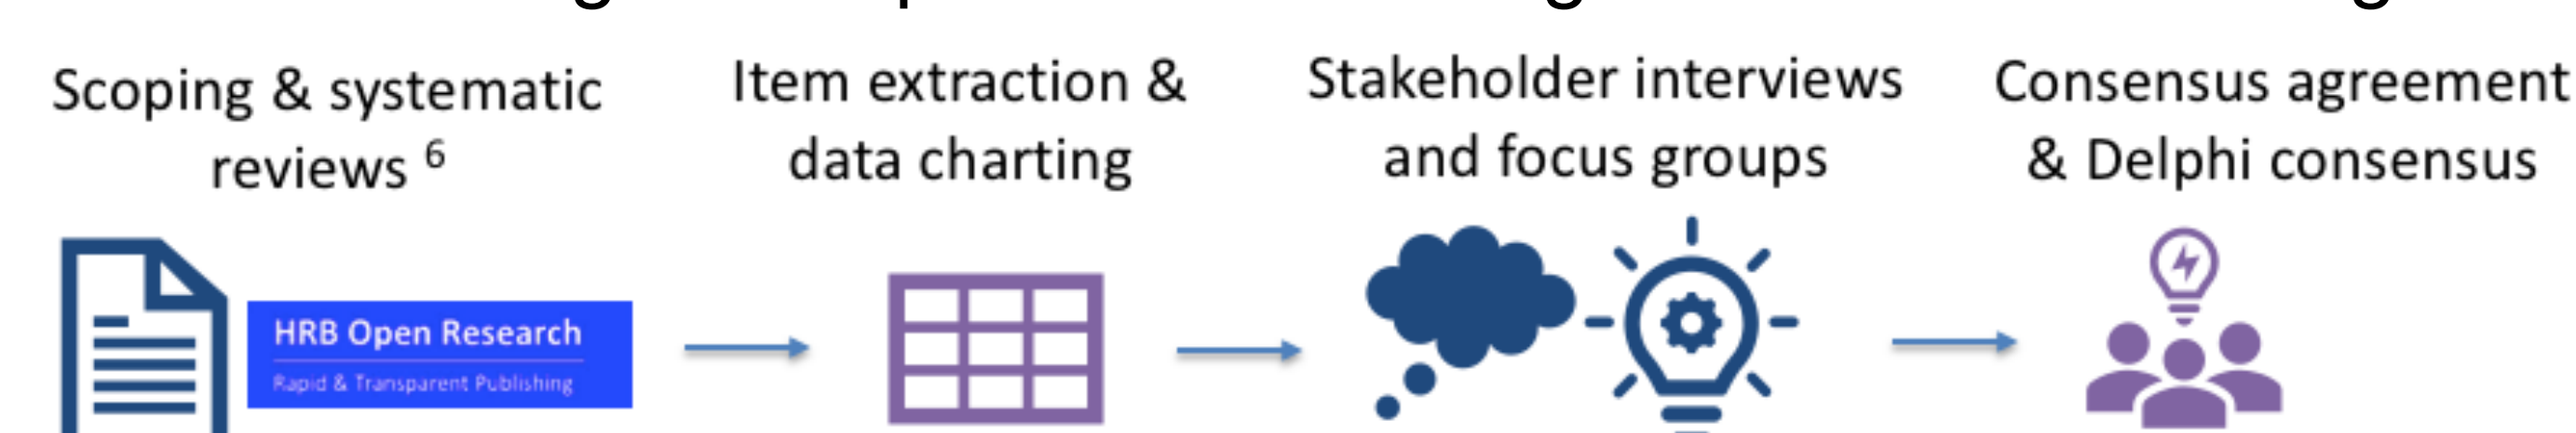 Scoping & systematic
reviews 6
Item extraction &
data charting
Stakeholder interviews
and focus groups
Consensus agreement
& Delphi consensus
HRB Open Research
Rapid & Transparent Publishing